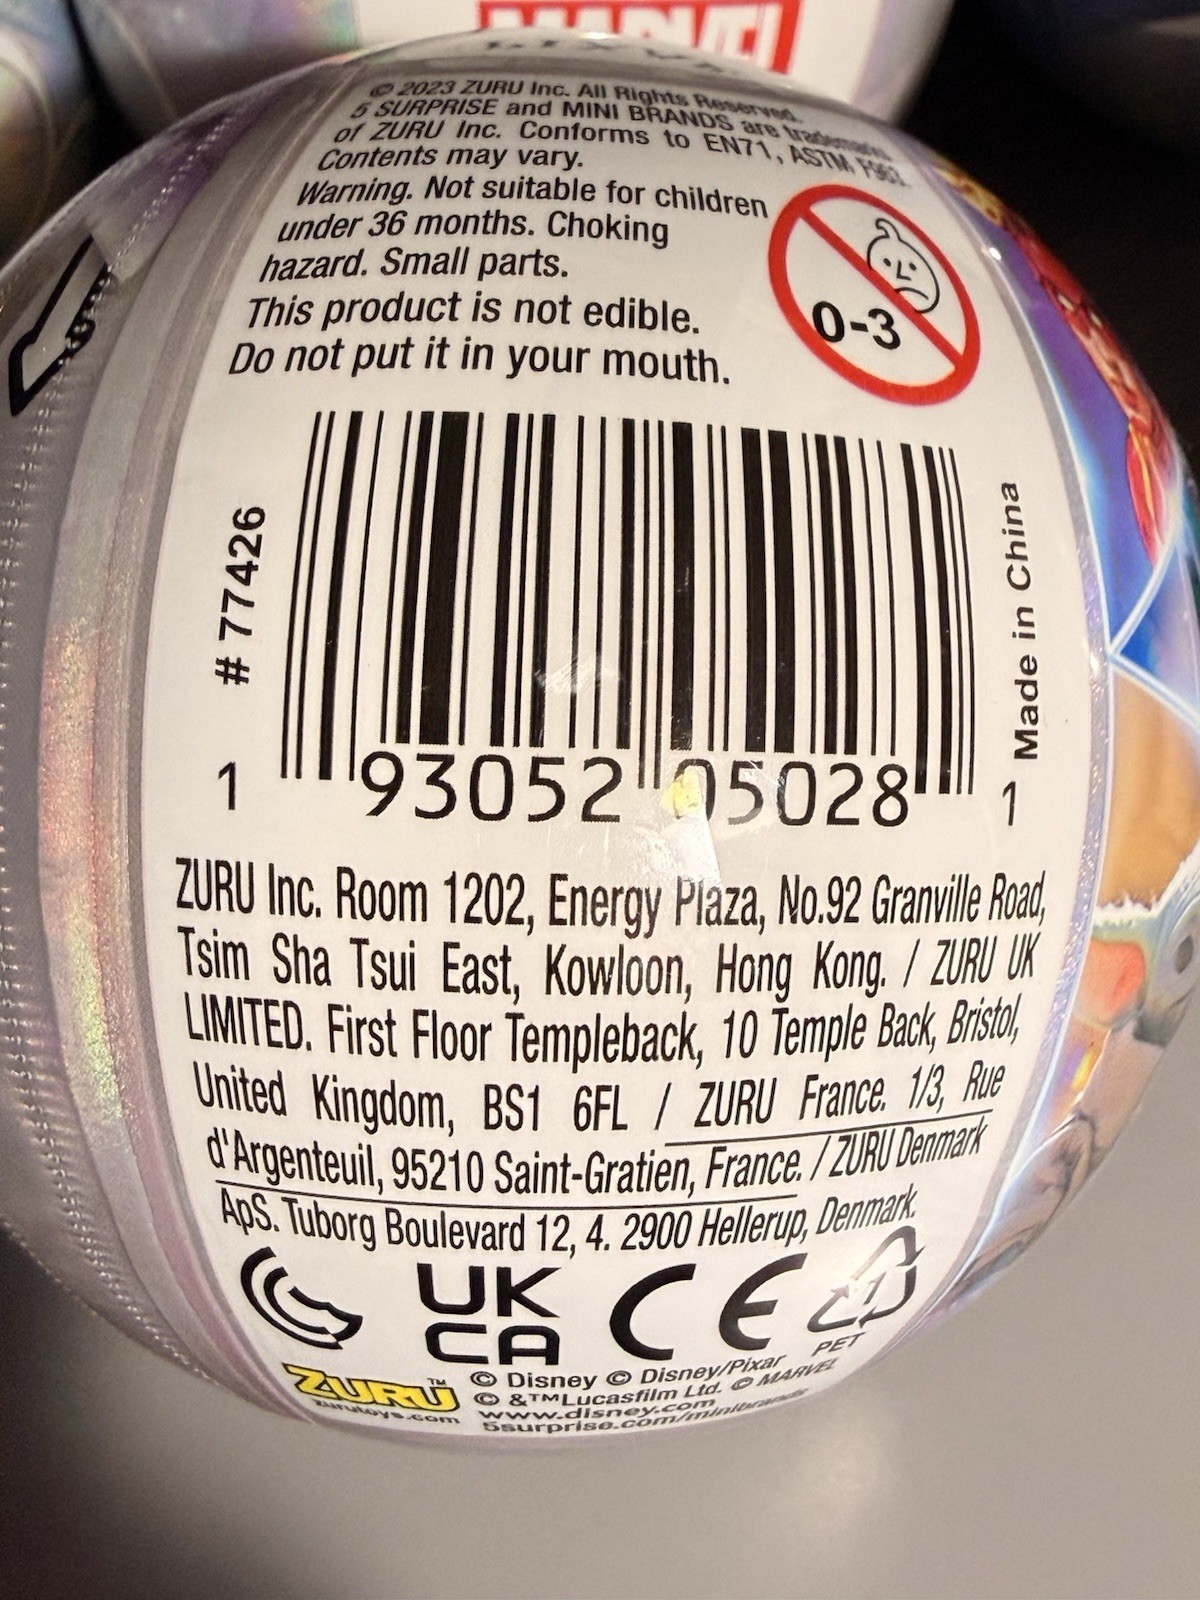 MARVEL
© 2023 ZURU Inc. All Rights Reserved.
5 SURPRISE and MINI BRANDS are trademarks
of ZURU Inc. Conforms to EN71, ASTM F963.
Contents may vary.
Warning. Not suitable for children
under 36 months. Choking
hazard. Small parts.
0-3
This product is not edible.
Do not put it in your mouth.
# 77426
Made in China
1 93052 05028 1
ZURU Inc. Room 1202, Energy Plaza, No.92 Granville Road,
Tsim Sha Tsui East, Kowloon, Hong Kong. / ZURU UK
LIMITED. First Floor Templeback, 10 Temple Back, Bristol,
United Kingdom, BS1 6FL / ZURU France. 1/3, Rue
d'Argenteuil, 95210 Saint-Gratien, France. / ZURU Denmark
ApS. Tuborg Boulevard 12, 4. 2900 Hellerup, Denmark.
UK
CA
CE
1
PET
ZURU™
zurutoys.com
© Disney © Disney/Pixar
© &™Lucasfilm Ltd. © MARVEL
www.disney.com
5surprise.com/minibrands